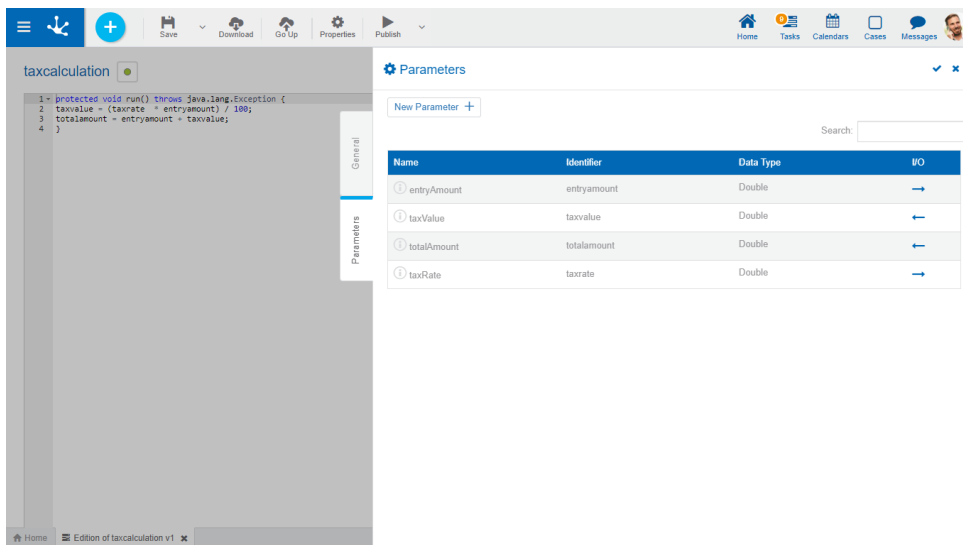 Save
Download
Go Up
Properties
Publish
Home
0
Tasks
Calendars
Cases
Messages
taxcalculation
1 protected void run() throws java.lang.Exception {
2 taxvalue = (taxrate * entryamount) / 100;
3 totalamount = entryamount + taxvalue;
4 }
General
Parameters
Parameters
New Parameter +
Search:
Name Identifier Data Type I/O
entryAmount entryamount Double →
taxValue taxvalue Double ←
totalAmount totalamount Double ←
taxRate taxrate Double →
Home Edition of taxcalculation v1